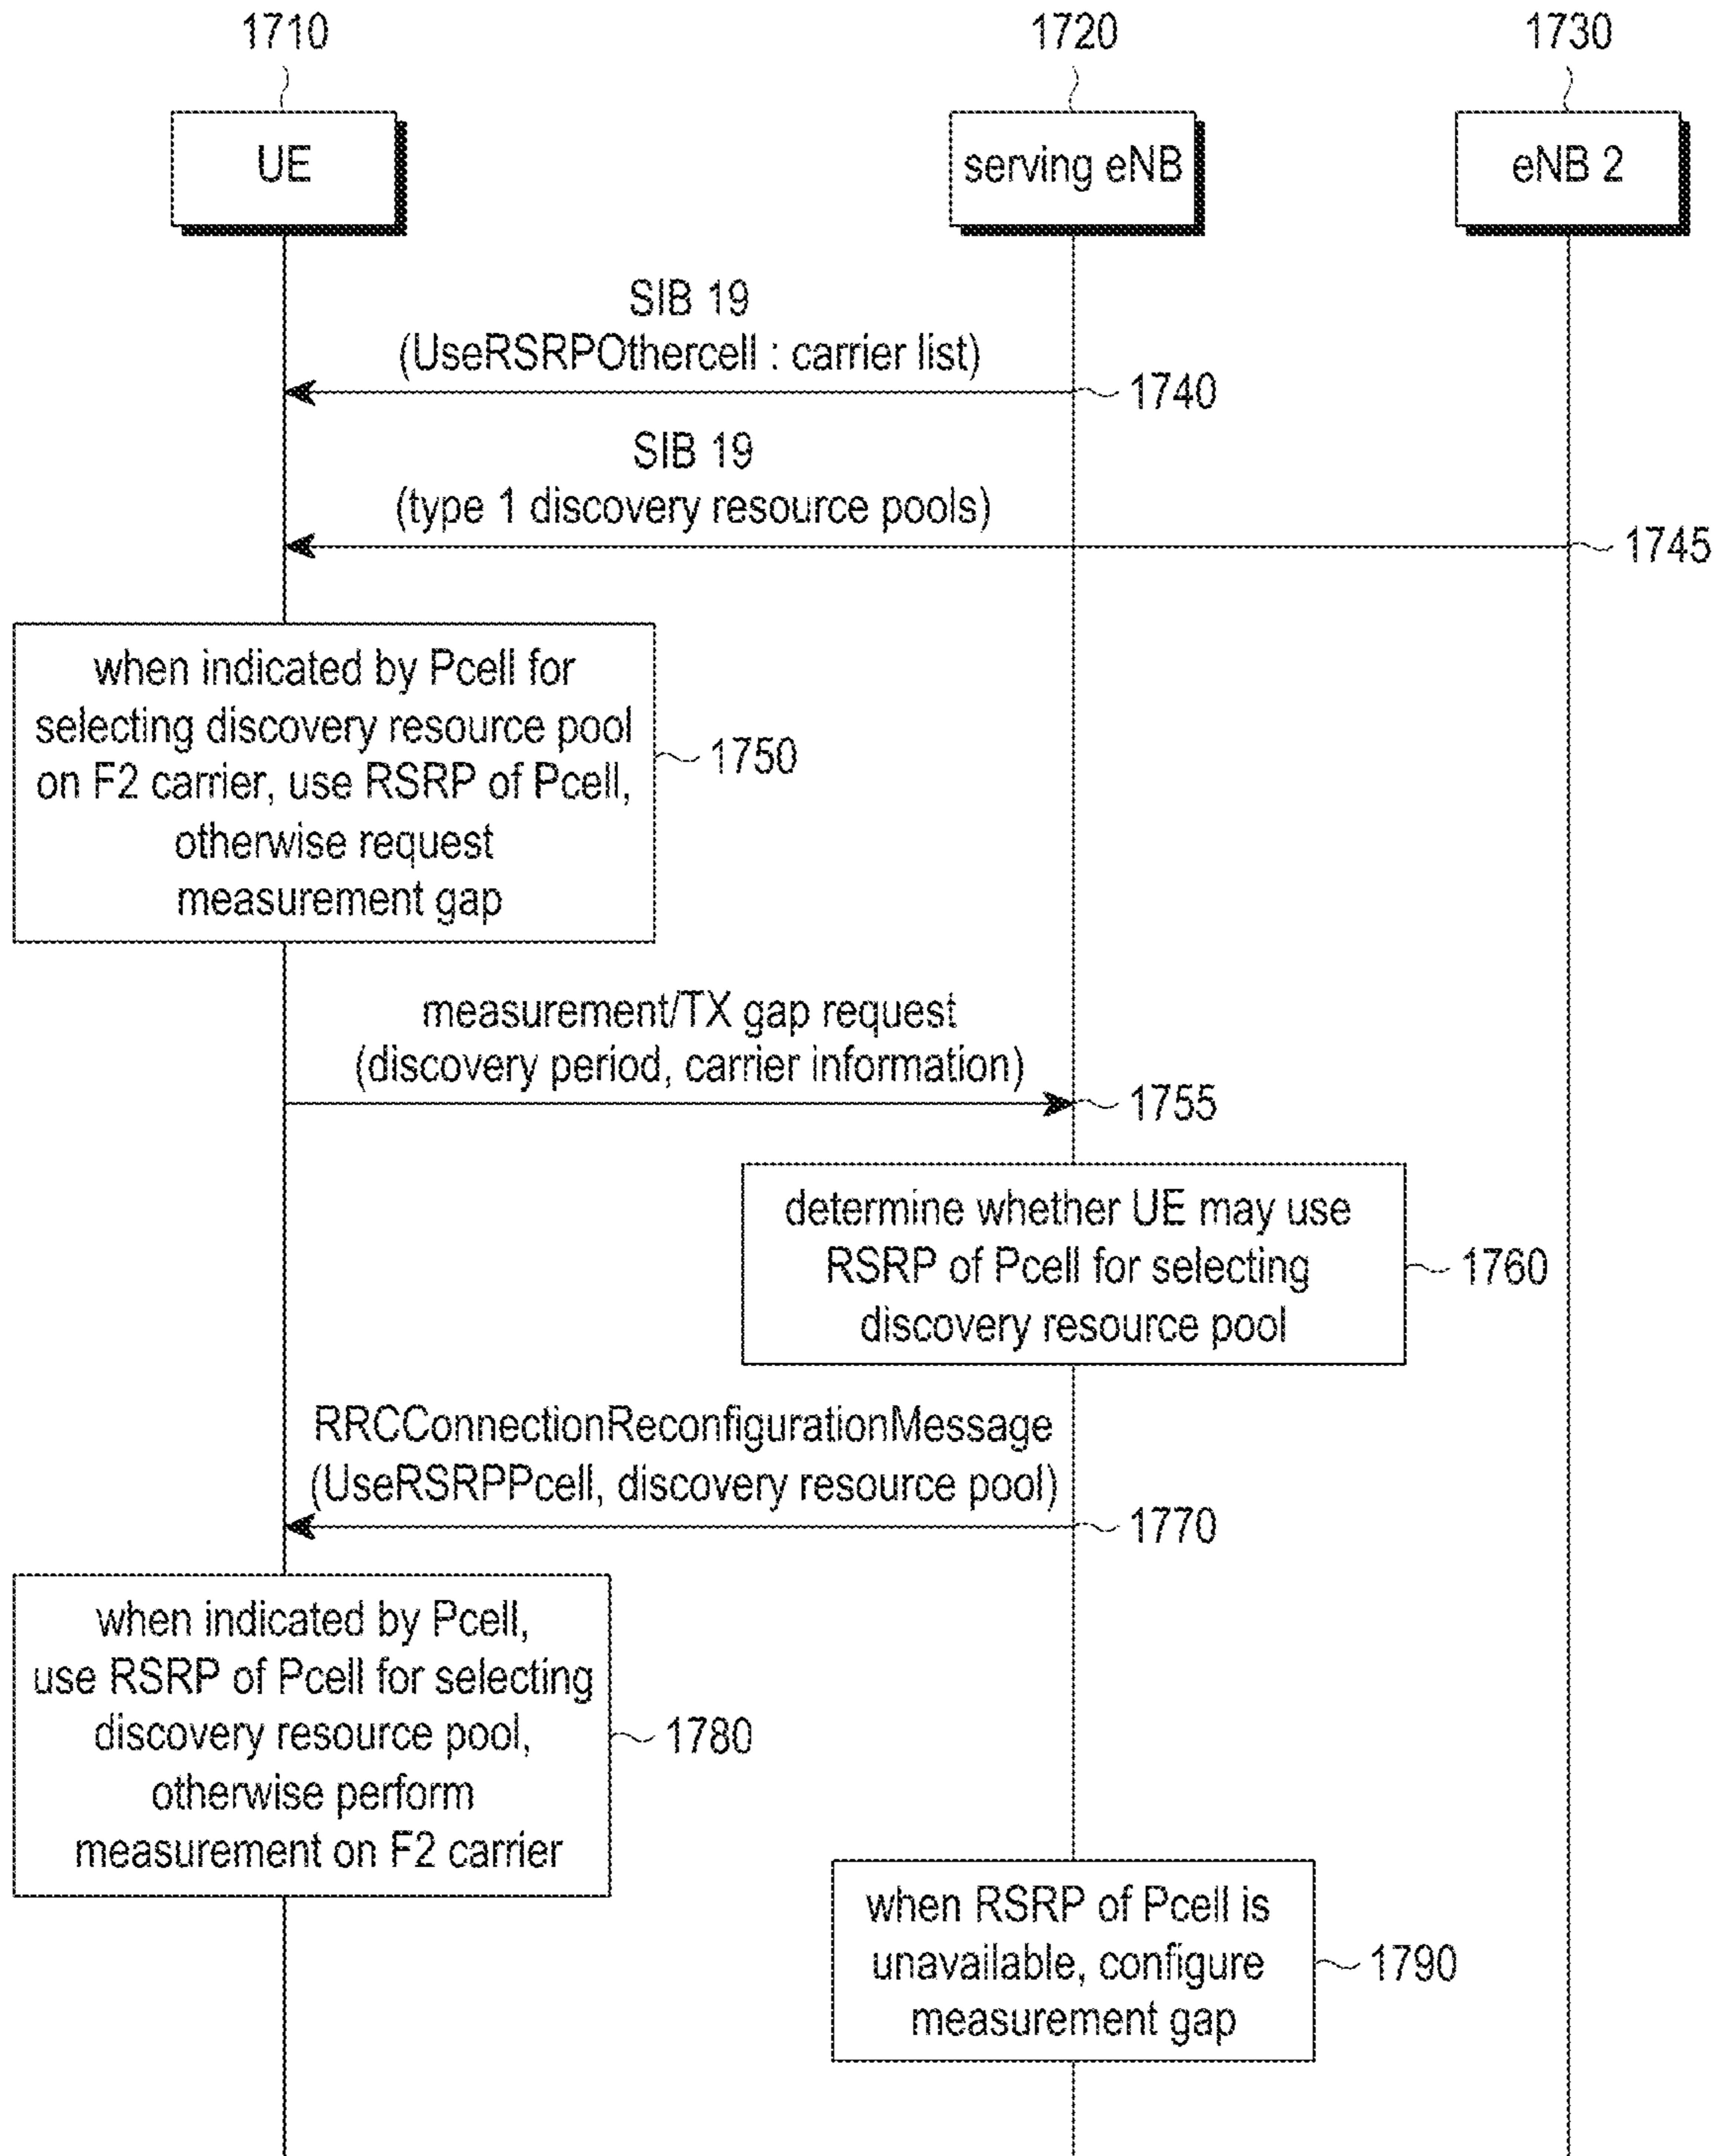 1710
1720
1730
UE
serving eNB
eNB 2
SIB 19
(UseRSRPOthercell : carrier list)
1740
SIB 19
(type 1 discovery resource pools)
1745
when indicated by Pcell for
selecting discovery resource pool
on F2 carrier, use RSRP of Pcell,
otherwise request
measurement gap
1750
measurement/TX gap request
(discovery period, carrier information)
1755
determine whether UE may use
RSRP of Pcell for selecting
discovery resource pool
1760
RRCConnectionReconfigurationMessage
(UseRSRPPcell, discovery resource pool)
1770
when indicated by Pcell,
use RSRP of Pcell for selecting
discovery resource pool,
otherwise perform
measurement on F2 carrier
1780
when RSRP of Pcell is
unavailable, configure
measurement gap
1790